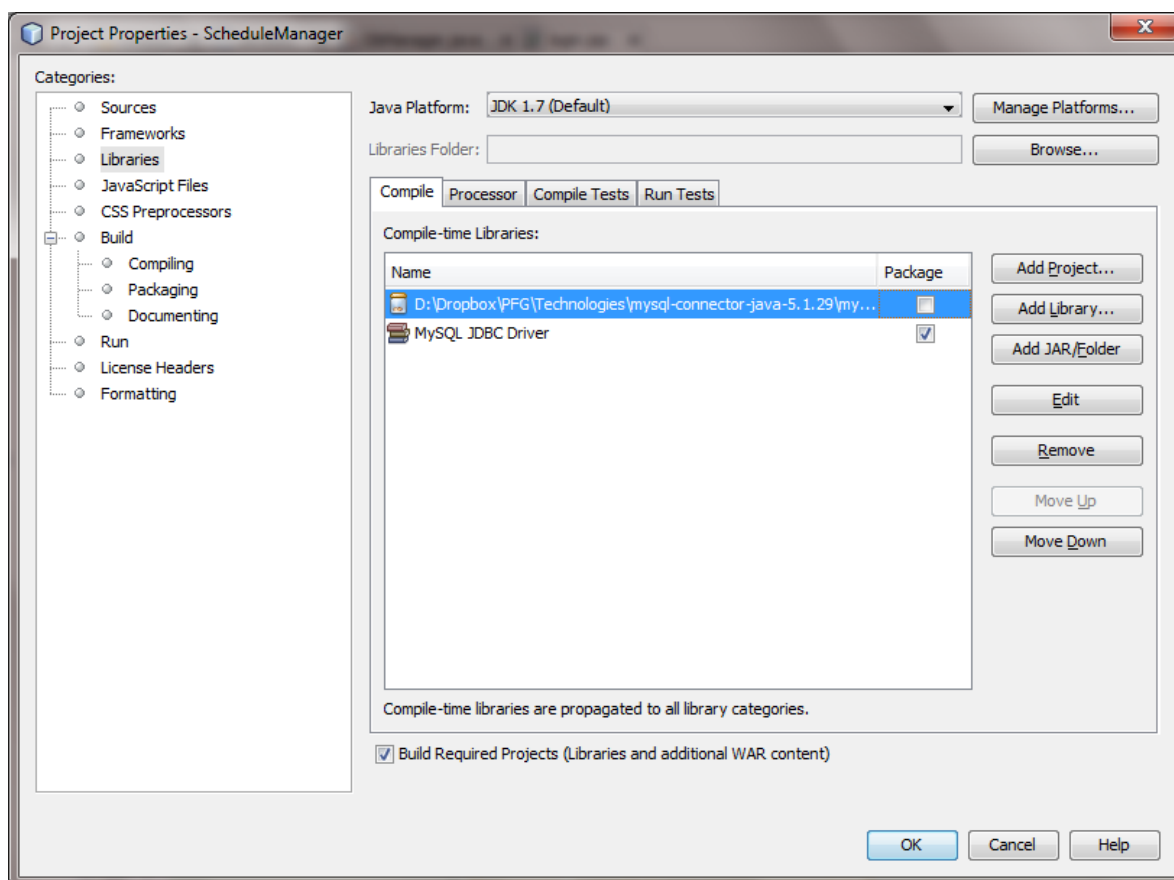 Project Properties - ScheduleManager
Categories:
Sources
Frameworks
Libraries
JavaScript Files
CSS Preprocessors
Build
Compiling
Packaging
Documenting
Run
License Headers
Formatting
Java Platform: JDK 1.7 (Default) Manage Platforms...
Libraries Folder: Browse...
Compile Processor Compile Tests Run Tests
Compile-time Libraries:
Name Package
D:\Dropbox\PFG\Technologies\mysql-connector-java-5.1.29\my...
MySQL JDBC Driver
Add Project...
Add Library...
Add JAR/Folder
Edit
Remove
Move Up
Move Down
Compile-time libraries are propagated to all library categories.
Build Required Projects (Libraries and additional WAR content)
OK Cancel Help